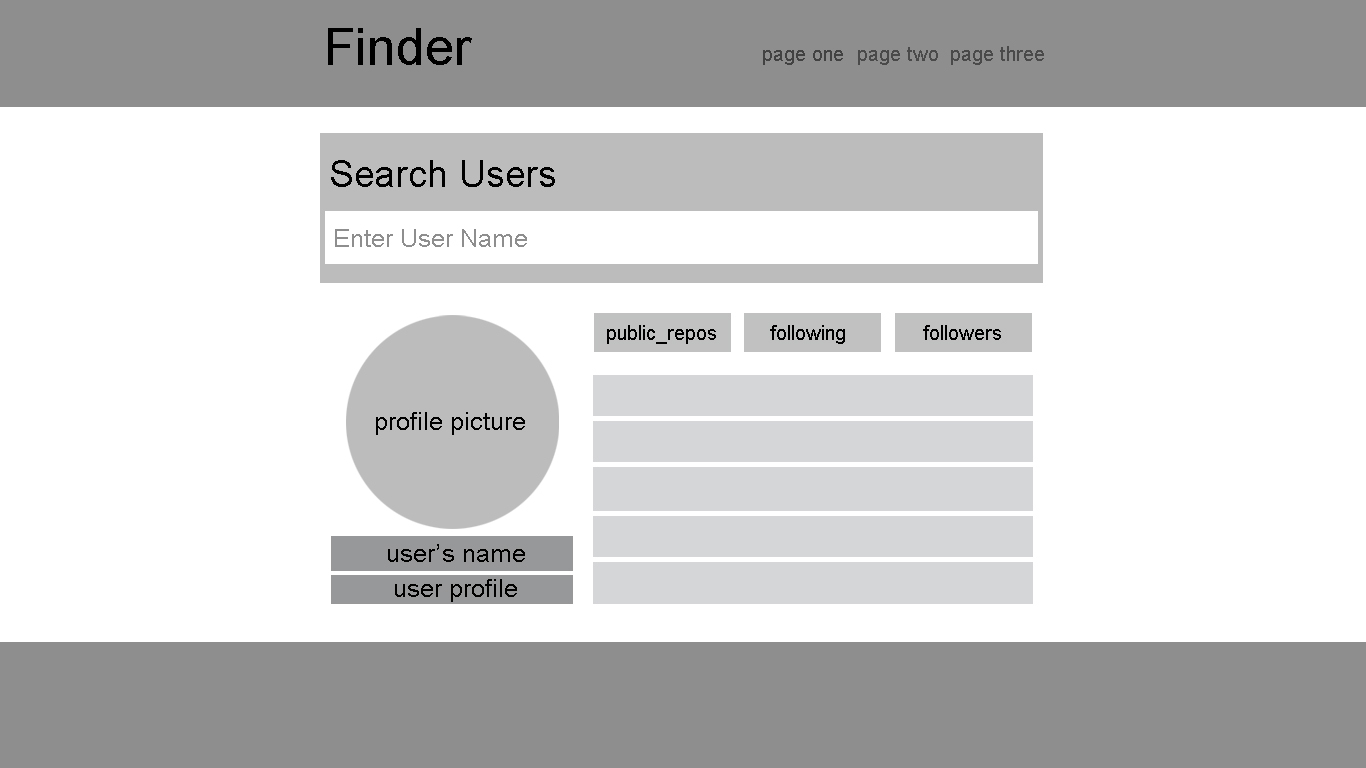 Finder
page one page two page three
Search Users
Enter User Name
public_repos following followers
profile picture
user’s name
user profile